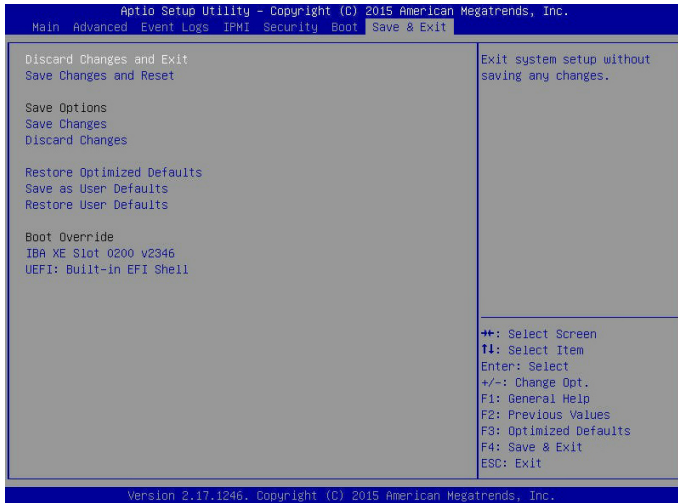 Aptio Setup Utility – Copyright (C) 2015 American Megatrends, Inc.
Main Advanced Event Logs IPMI Security Boot Save & Exit
Discard Changes and Exit
Save Changes and Reset
Save Options
Save Changes
Discard Changes
Restore Optimized Defaults
Save as User Defaults
Restore User Defaults
Boot Override
IBA XE Slot 0200 v2346
UEFI: Built-in EFI Shell
Exit system setup without
saving any changes.
→←: Select Screen
↑↓: Select Item
Enter: Select
+/-: Change Opt.
F1: General Help
F2: Previous Values
F3: Optimized Defaults
F4: Save & Exit
ESC: Exit
Version 2.17.1246. Copyright (C) 2015 American Megatrends, Inc.